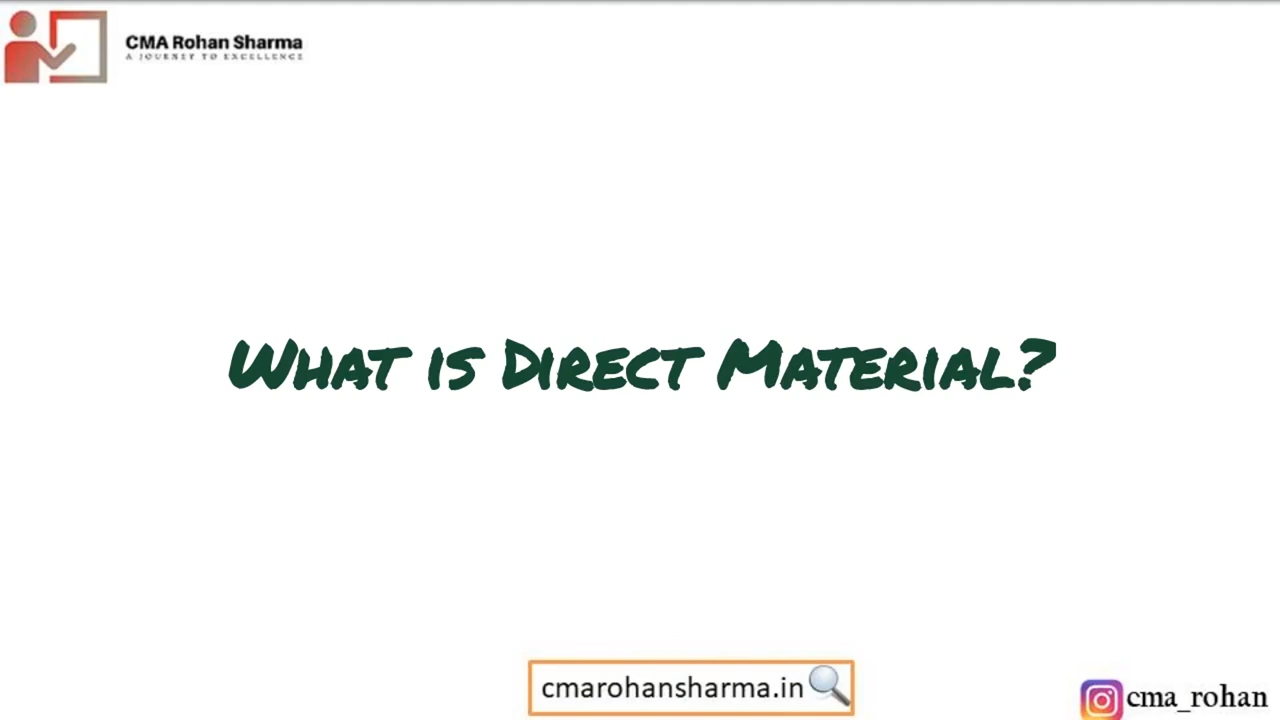 CMA Rohan Sharma
A JOURNEY TO EXCELLENCE
WHAT IS DIRECT MATERIAL?
cmarohansharma.in
cma_rohan